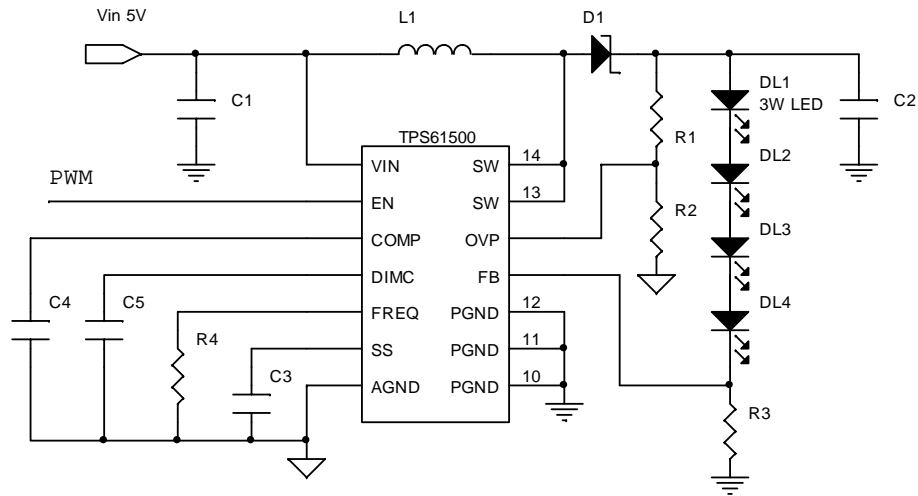 Vin 5V
L1
D1
C1
R1
DL1
3W LED
C2
TPS61500
VIN
SW
14
PWM
EN
SW
13
DL2
R2
COMP
OVP
DL3
C4
C5
DIMC
FB
R4
FREQ
PGND
12
DL4
SS
PGND
11
C3
AGND
PGND
10
R3